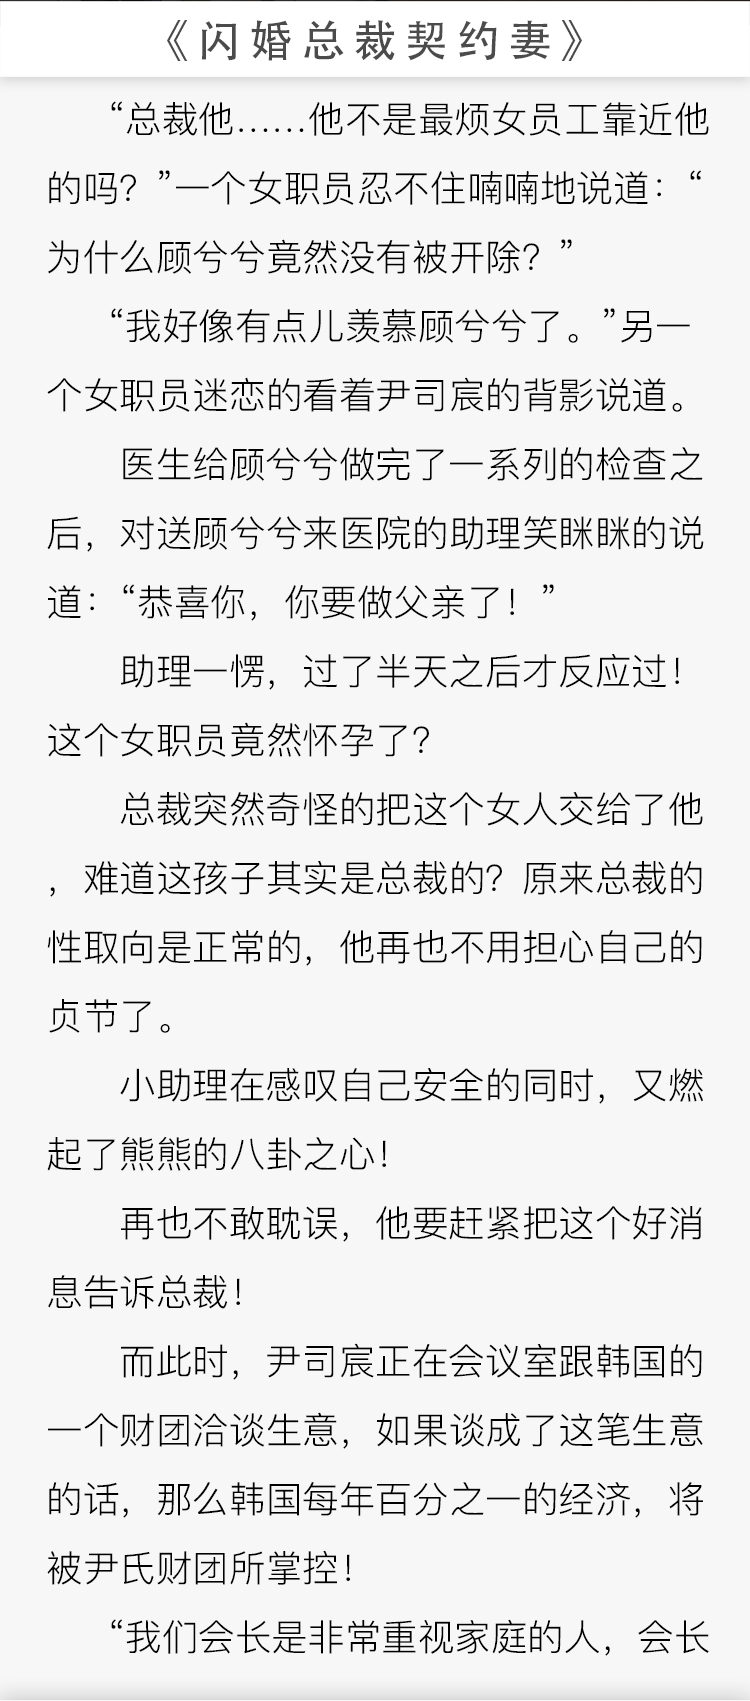 《闪婚总裁契约妻》
“总裁他……他不是最烦女员工靠近他
的吗？”一个女职员忍不住喃喃地说道：“
为什么顾兮兮竟然没有被开除？”
“我好像有点儿羡慕顾兮兮了。”另一
个女职员迷恋的看着尹司宸的背影说道。
医生给顾兮兮做完了一系列的检查之
后，对送顾兮兮来医院的助理笑眯眯的说
道：“恭喜你，你要做父亲了！”
助理一愣，过了半天之后才反应过！
这个女职员竟然怀孕了？
总裁突然奇怪的把这个女人交给了他
，难道这孩子其实是总裁的？原来总裁的
性取向是正常的，他再也不用担心自己的
贞节了。
小助理在感叹自己安全的同时，又燃
起了熊熊的八卦之心！
再也不敢耽误，他要赶紧把这个好消
息告诉总裁！
而此时，尹司宸正在会议室跟韩国的
一个财团洽谈生意，如果谈成了这笔生意
的话，那么韩国每年百分之一的经济，将
被尹氏财团所掌控！
“我们会长是非常重视家庭的人，会长